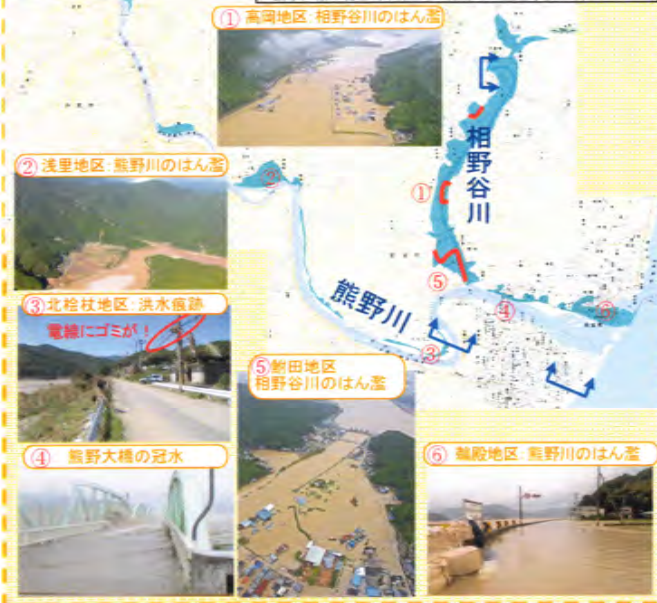 ① 高岡地区:相野谷川のはん濫
② 浅里地区:熊野川のはん濫
③ 北桧杖地区:洪水痕跡
電線にゴミが!
④ 熊野大橋の冠水
⑤ 鮒田地区
相野谷川のはん濫
⑥ 鵜殿地区:熊野川のはん濫
相野谷川
熊野川
①
②
③
④
⑤
⑥